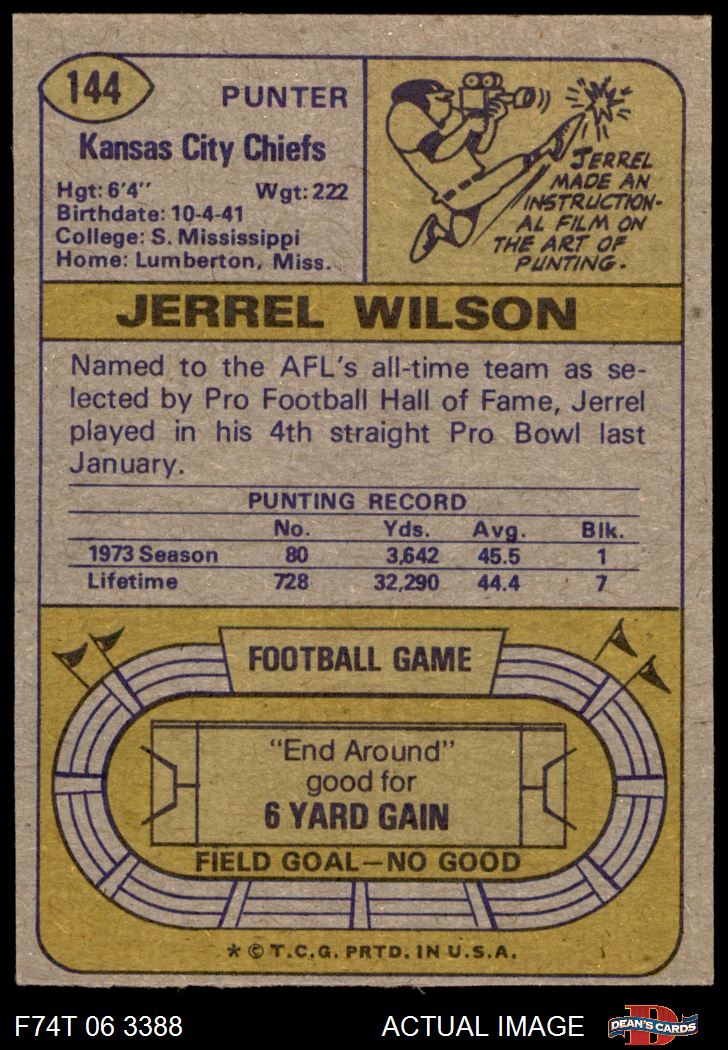 144
PUNTER
Kansas City Chiefs
Hgt: 6'4" Wgt: 222
Birthdate: 10-4-41
College: S. Mississippi
Home: Lumberton, Miss.
JERREL
MADE AN
INSTRUCTION-
AL FILM ON
THE ART OF
PUNTING.
JERREL WILSON
Named to the AFL's all-time team as se-
lected by Pro Football Hall of Fame, Jerrel
played in his 4th straight Pro Bowl last
January.
PUNTING RECORD
No. Yds. Avg. Blk.
1973 Season 80 3,642 45.5 1
Lifetime 728 32,290 44.4 7
FOOTBALL GAME
"End Around"
good for
6 YARD GAIN
FIELD GOAL—NO GOOD
* © T.C.G. PRTD. IN U.S.A.
F74T 06 3388 ACTUAL IMAGE D DEAN'S CARDS